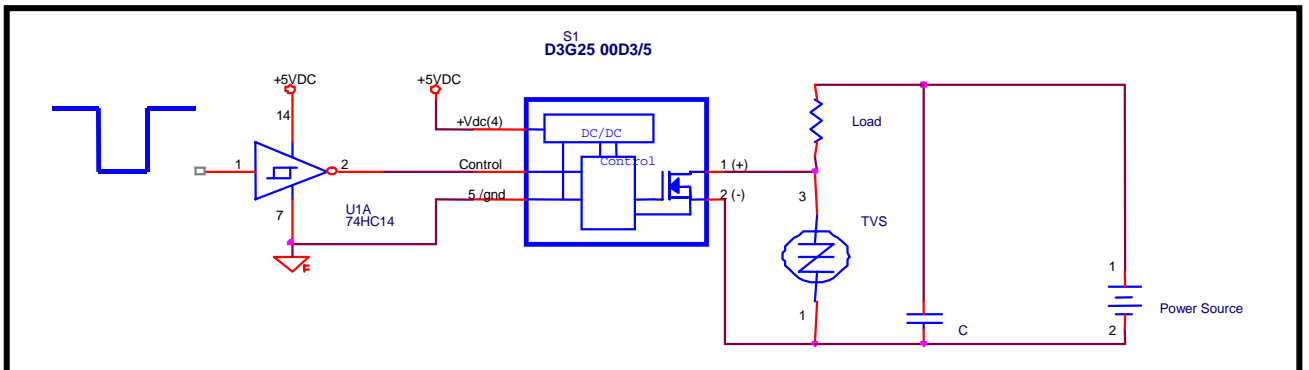 S1
D3G25 00D3/5
+5VDC
+5VDC
14
+Vdc(4)
DC/DC
1
2
Control
Control
1 (+)
Load
5 /gnd
2 (-)
3
TVS
7
U1A
74HC14
1
1
Power Source
C
2